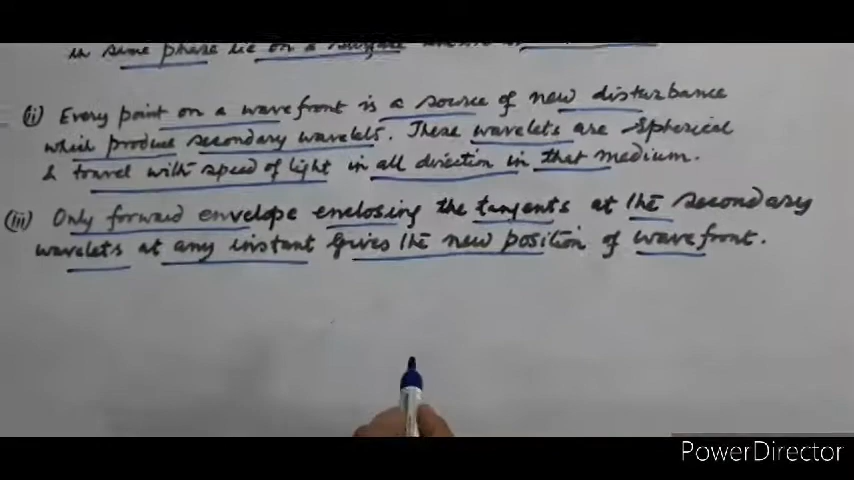 in same phase lie on a
(ii) Every point on a wavefront is a source of new disturbance
which produce secondary wavelets. These wavelets are spherical
& travel with speed of light in all direction in that medium.
(iii) Only forward envelope enclosing the tangents at the secondary
wavelets at any instant gives the new position of wavefront.
PowerDirector